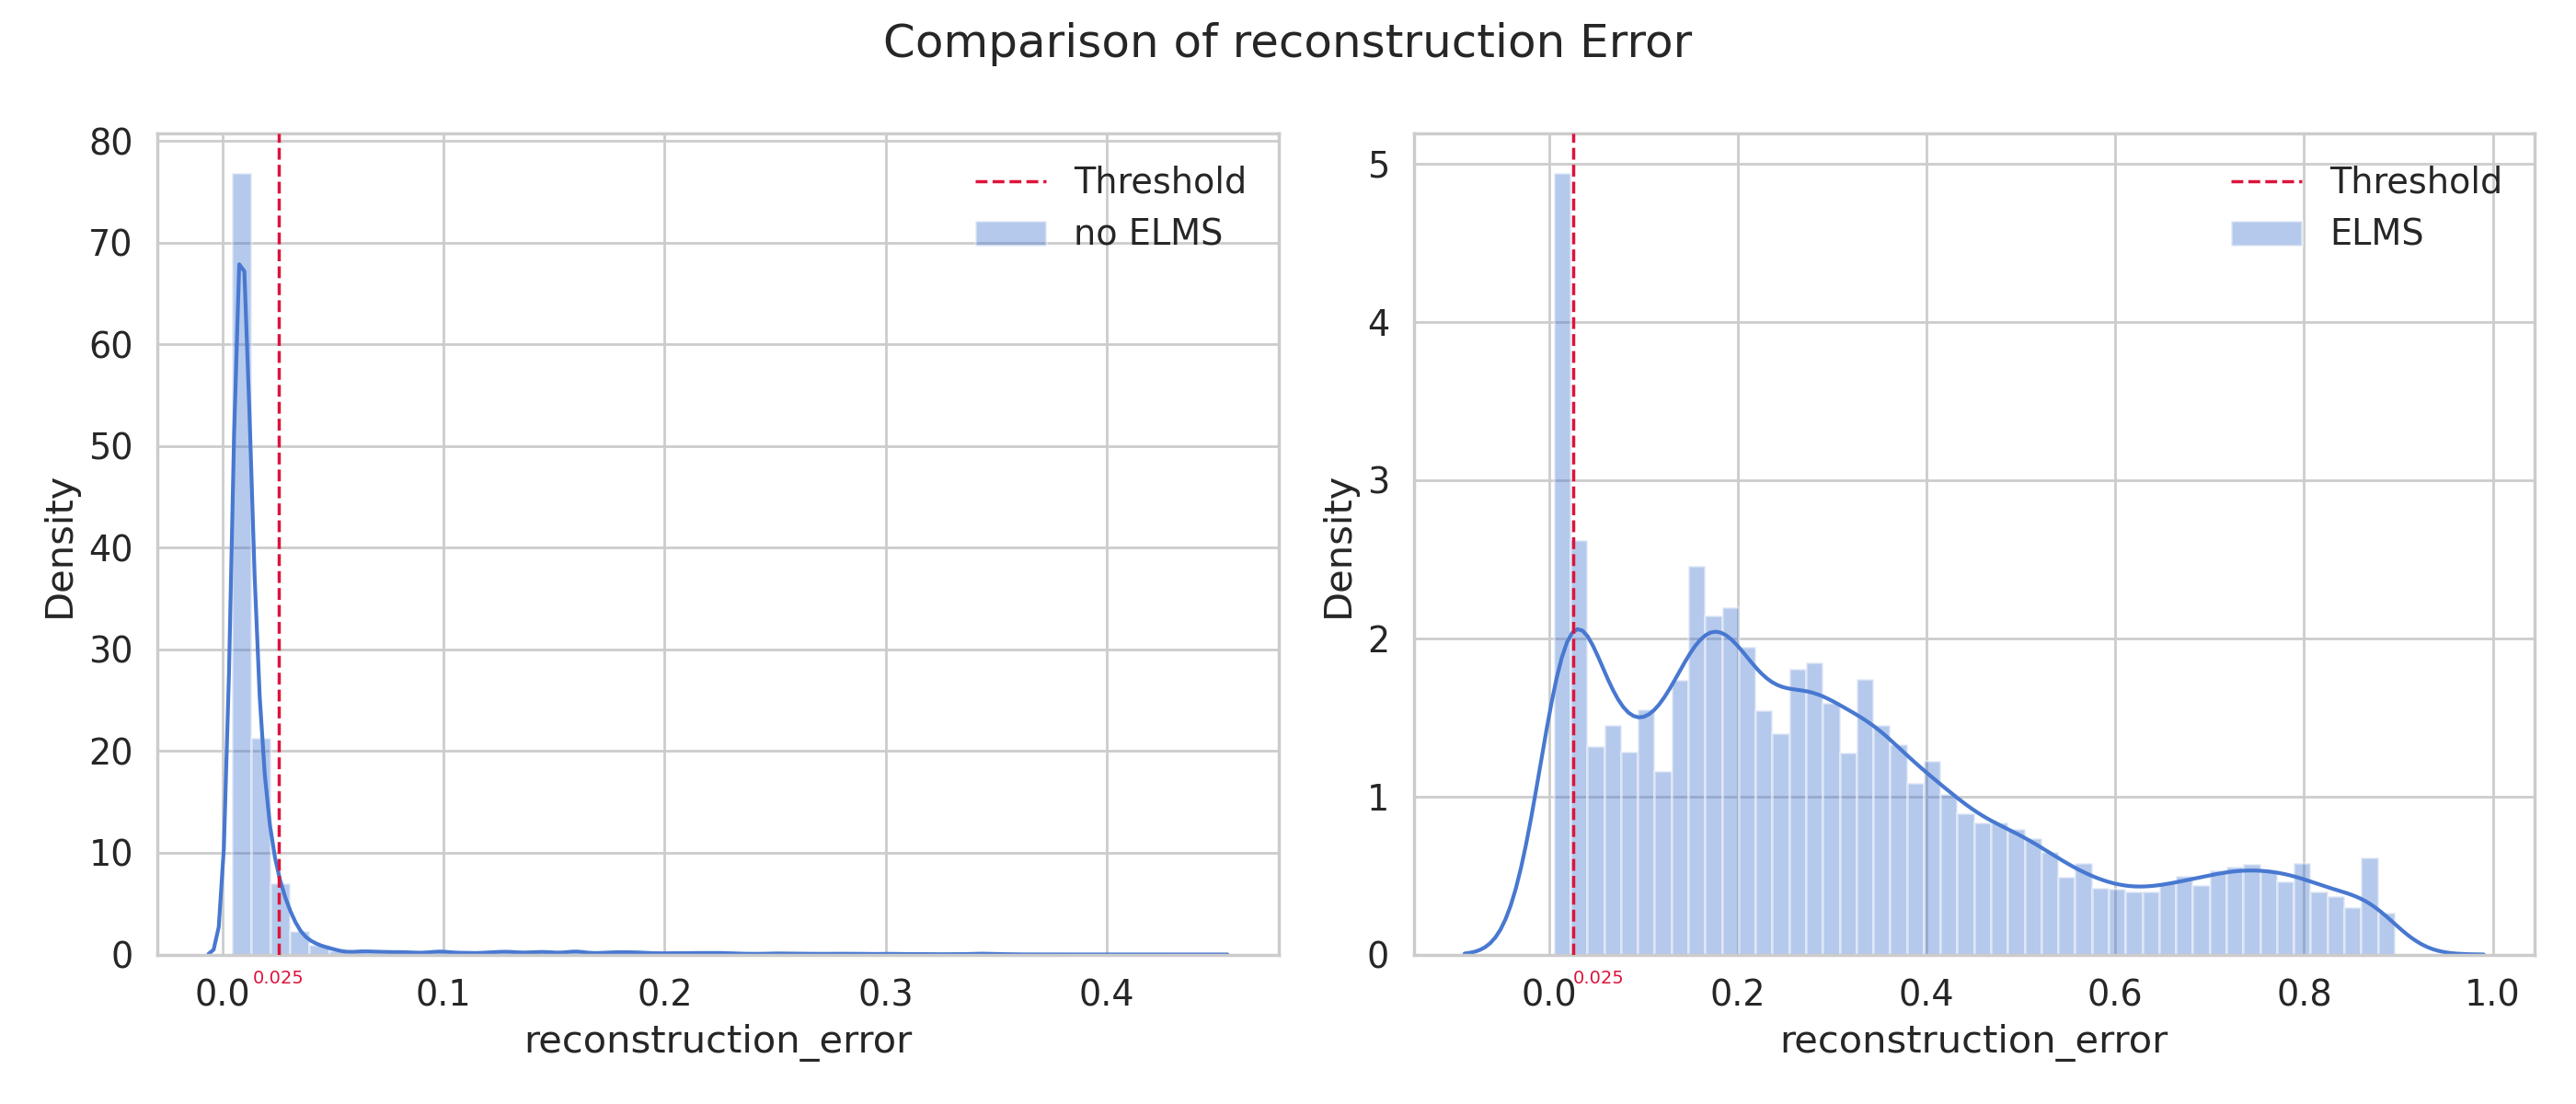 Comparison of reconstruction Error
80
70
60
50
40
30
20
10
0
Density
Threshold
no ELMS
0.025
0.0 0.1 0.2 0.3 0.4
reconstruction_error
5
4
3
2
1
0
Density
Threshold
ELMS
0.025
0.0 0.2 0.4 0.6 0.8 1.0
reconstruction_error